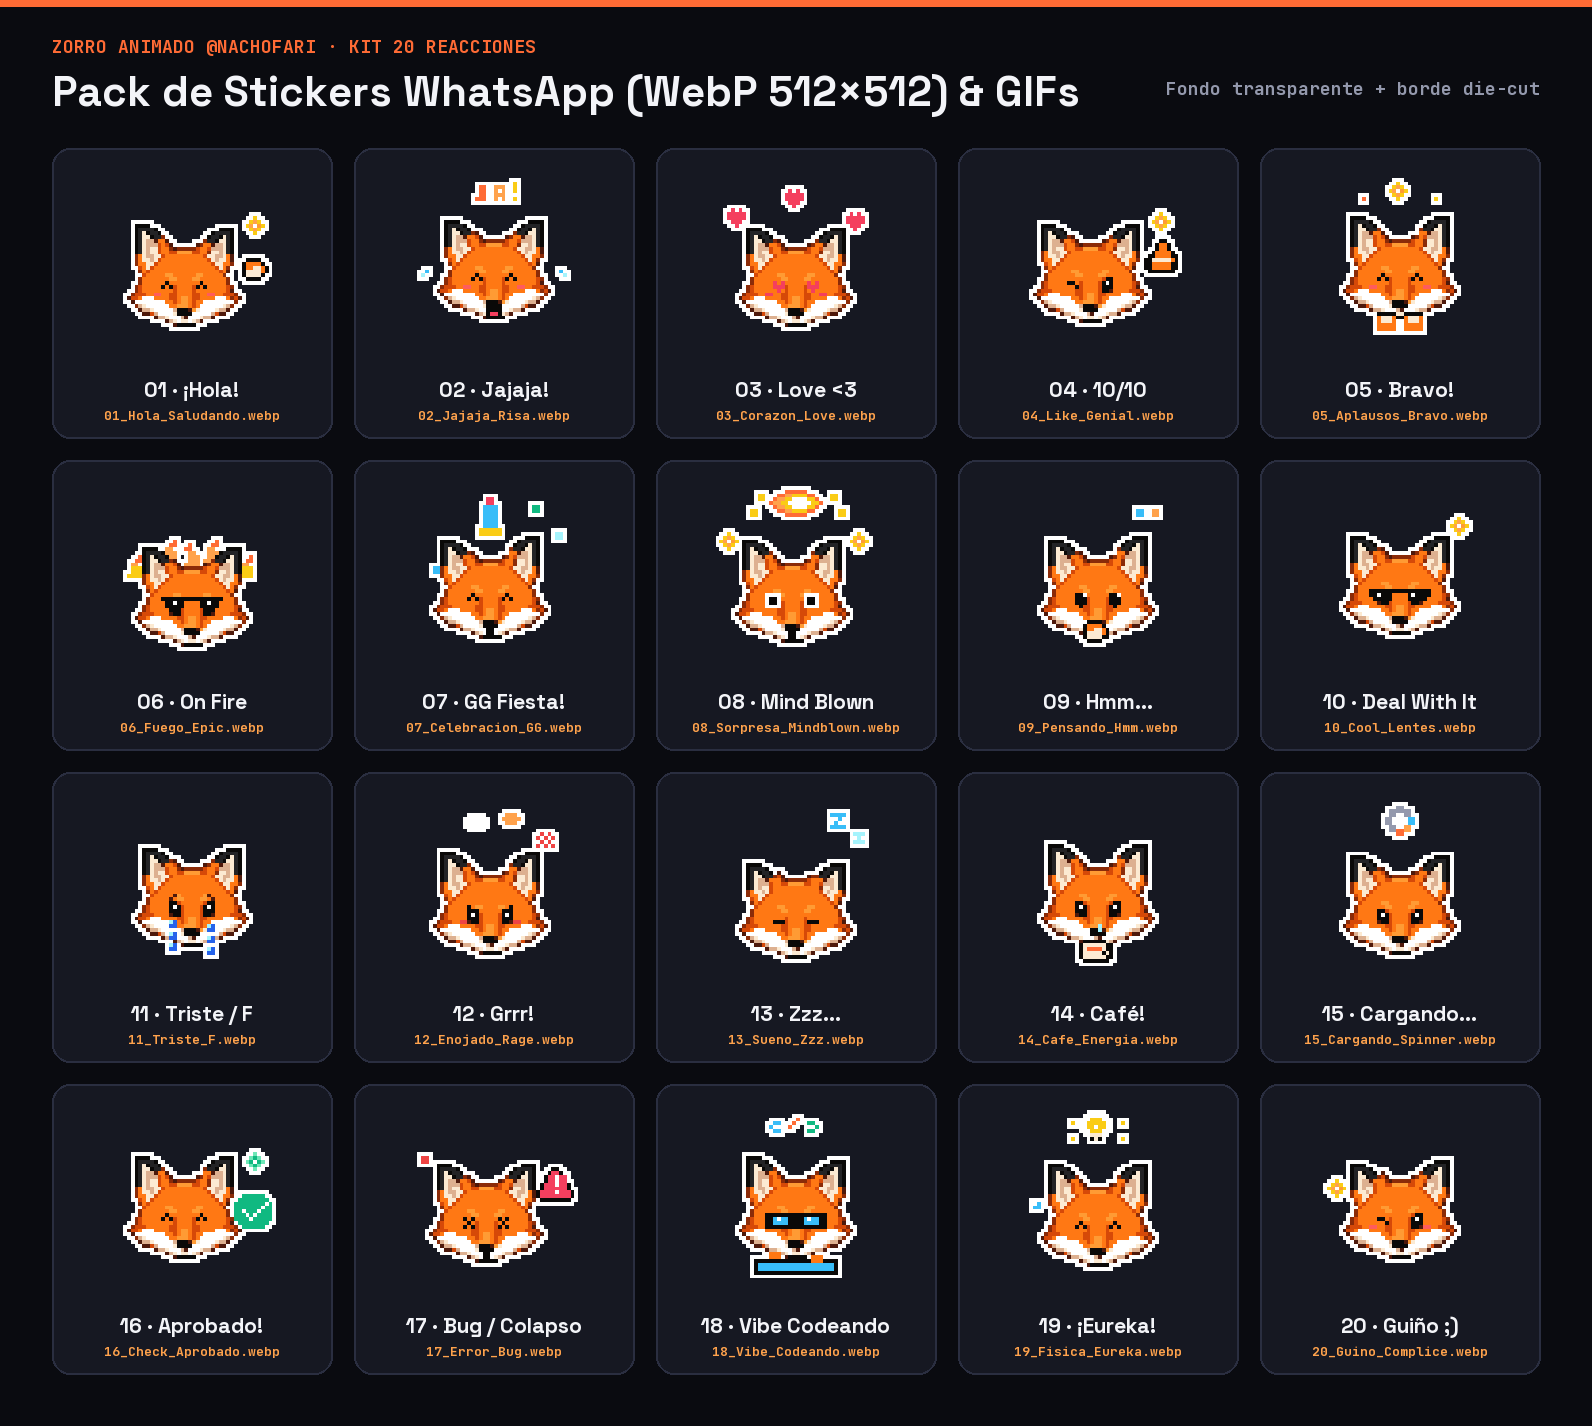 ZORRO ANIMADO @NACHOFARI · KIT 20 REACCIONES
Pack de Stickers WhatsApp (WebP 512×512) & GIFs
Fondo transparente + borde die-cut
JA!
01 · ¡Hola!
01_Hola_Saludando.webp
02 · Jajaja!
02_Jajaja_Risa.webp
03 · Love <3
03_Corazon_Love.webp
04 · 10/10
04_Like_Genial.webp
05 · Bravo!
05_Aplausos_Bravo.webp
06 · On Fire
06_Fuego_Epic.webp
07 · GG Fiesta!
07_Celebracion_GG.webp
08 · Mind Blown
08_Sorpresa_Mindblown.webp
09 · Hmm...
09_Pensando_Hmm.webp
10 · Deal With It
10_Cool_Lentes.webp
Z
Z
11 · Triste / F
11_Triste_F.webp
12 · Grrr!
12_Enojado_Rage.webp
13 · Zzz...
13_Sueno_Zzz.webp
14 · Café!
14_Cafe_Energia.webp
15 · Cargando...
15_Cargando_Spinner.webp
16 · Aprobado!
16_Check_Aprobado.webp
17 · Bug / Colapso
17_Error_Bug.webp
18 · Vibe Codeando
18_Vibe_Codeando.webp
19 · ¡Eureka!
19_Fisica_Eureka.webp
20 · Guiño ;)
20_Guino_Complice.webp